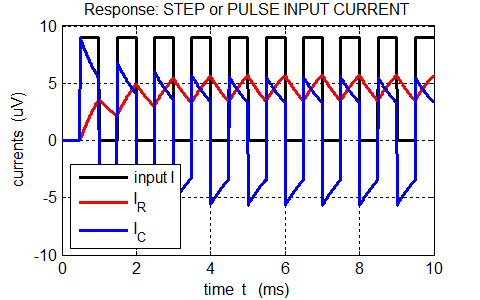 Response: STEP or PULSE INPUT CURRENT
10
5
0
-5
-10
currents (uV)
input I
I_R
I_C
0 2 4 6 8 10
time t (ms)